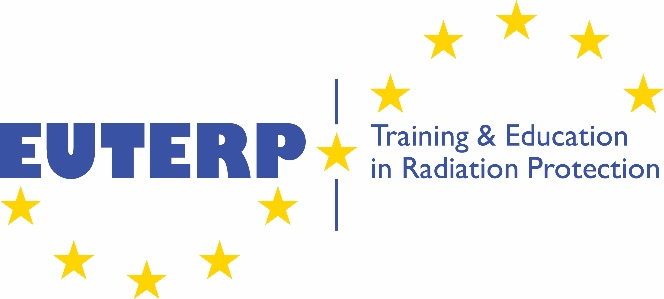 EUTERP
Training & Education
in Radiation Protection